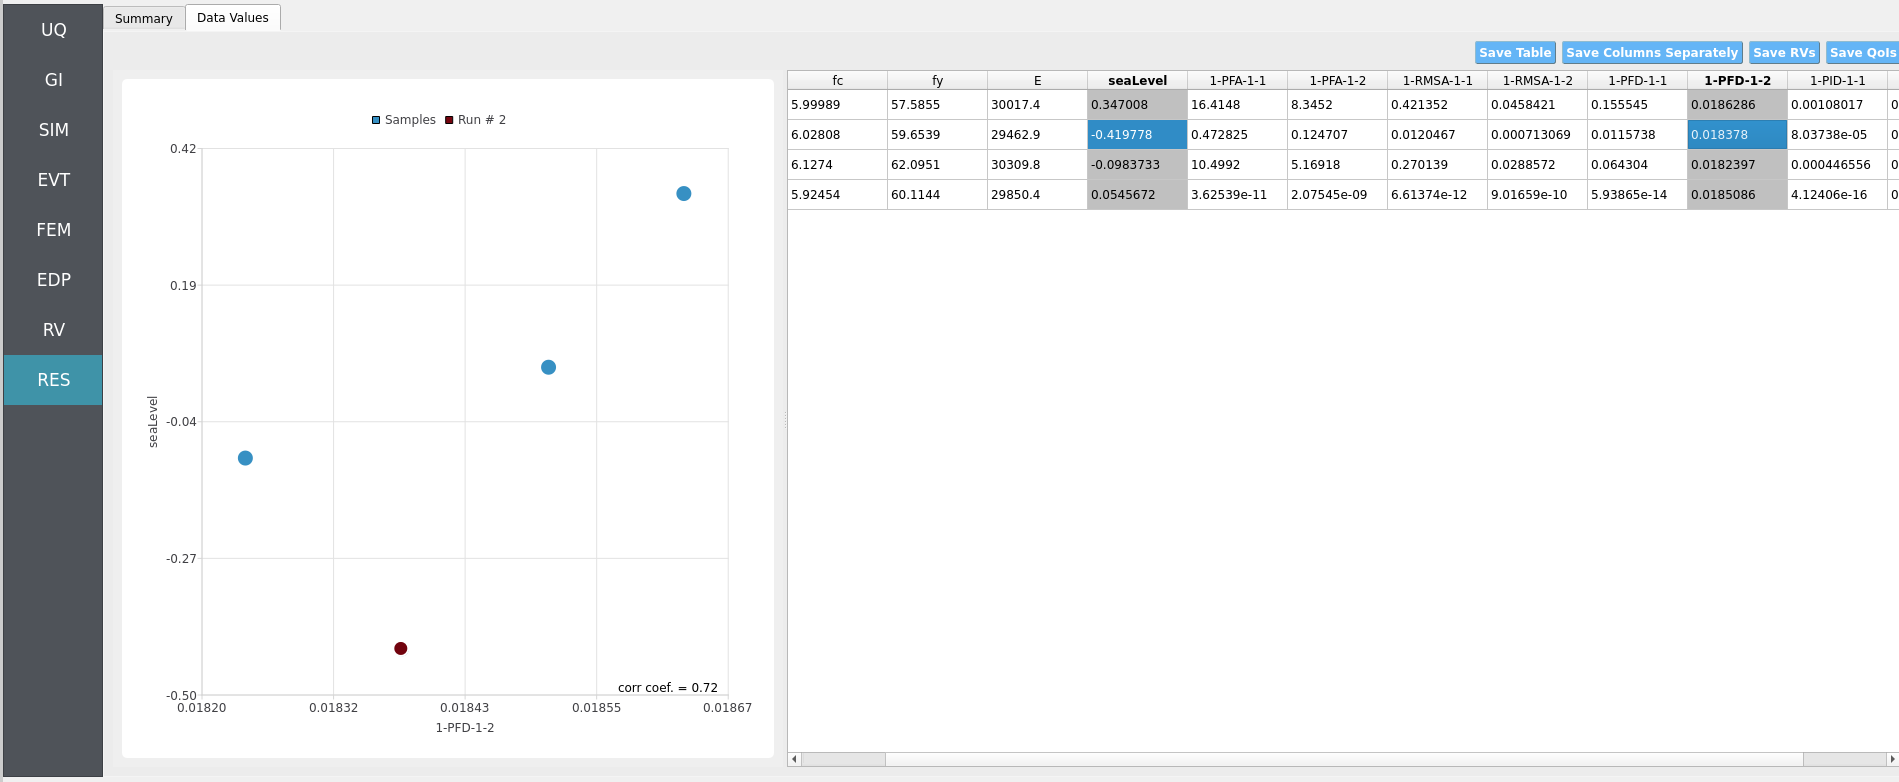 UQ
GI
SIM
EVT
FEM
EDP
RV
RES
Summary Data Values
Save Table Save Columns Separately Save RVs Save QoIs
Samples Run # 2
0.42
0.19
-0.04
-0.27
-0.50
seaLevel
corr coef. = 0.72
0.01820 0.01832 0.01843 0.01855 0.01867
1-PFD-1-2
fc fy E seaLevel 1-PFA-1-1 1-PFA-1-2 1-RMSA-1-1 1-RMSA-1-2 1-PFD-1-1 1-PFD-1-2 1-PID-1-1
5.99989 57.5855 30017.4 0.347008 16.4148 8.3452 0.421352 0.0458421 0.155545 0.0186286 0.00108017 0
6.02808 59.6539 29462.9 -0.419778 0.472825 0.124707 0.0120467 0.000713069 0.0115738 0.018378 8.03738e-05 0
6.1274 62.0951 30309.8 -0.0983733 10.4992 5.16918 0.270139 0.0288572 0.064304 0.0182397 0.000446556 0
5.92454 60.1144 29850.4 0.0545672 3.62539e-11 2.07545e-09 6.61374e-12 9.01659e-10 5.93865e-14 0.0185086 4.12406e-16 0